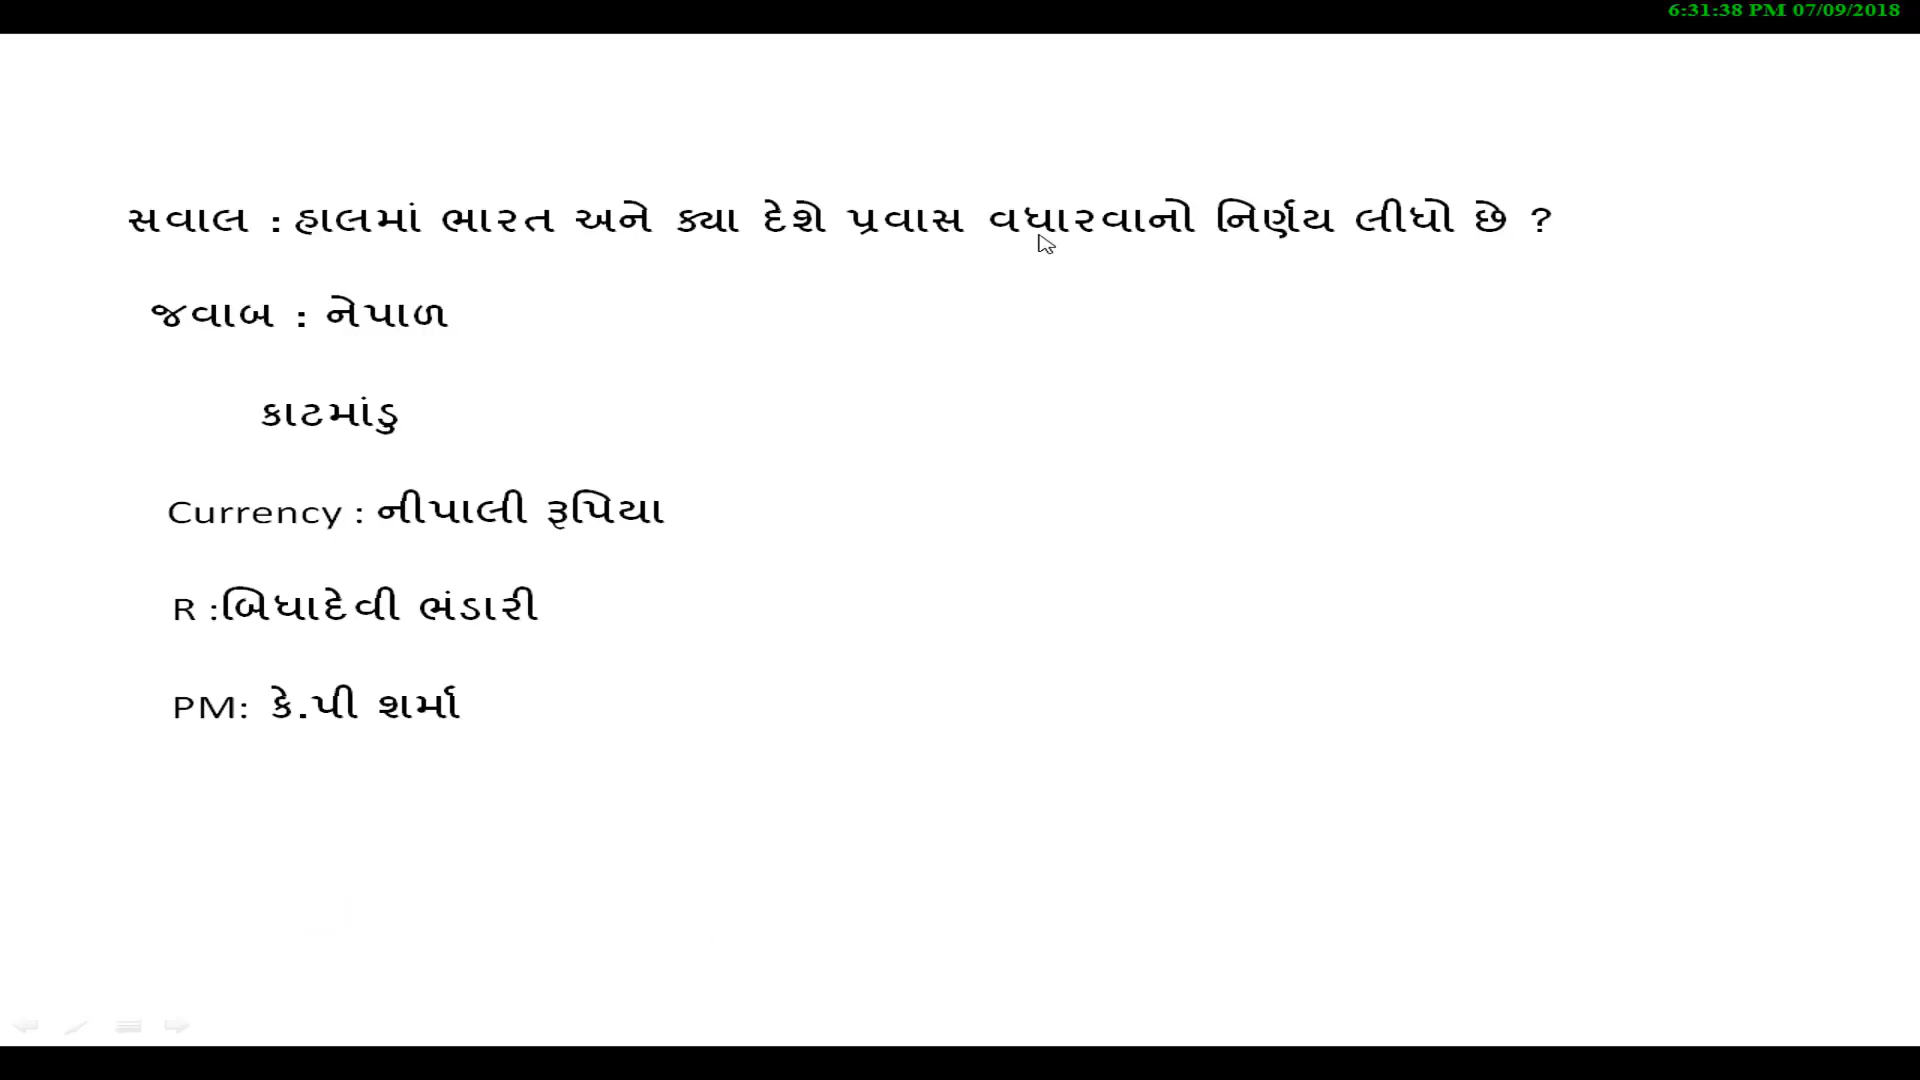 6:31:38 PM 07/09/2018
સવાલ : હાલમાં ભારત અને ક્યા દેશે પ્રવાસ વધારવાનો નિર્ણય લીધો છે ?
જવાબ : નેપાળ
કાટમાંડુ
Currency : નીપાલી રૂપિયા
R :બિધાદેવી ભંડારી
PM: કે.પી શર્મા